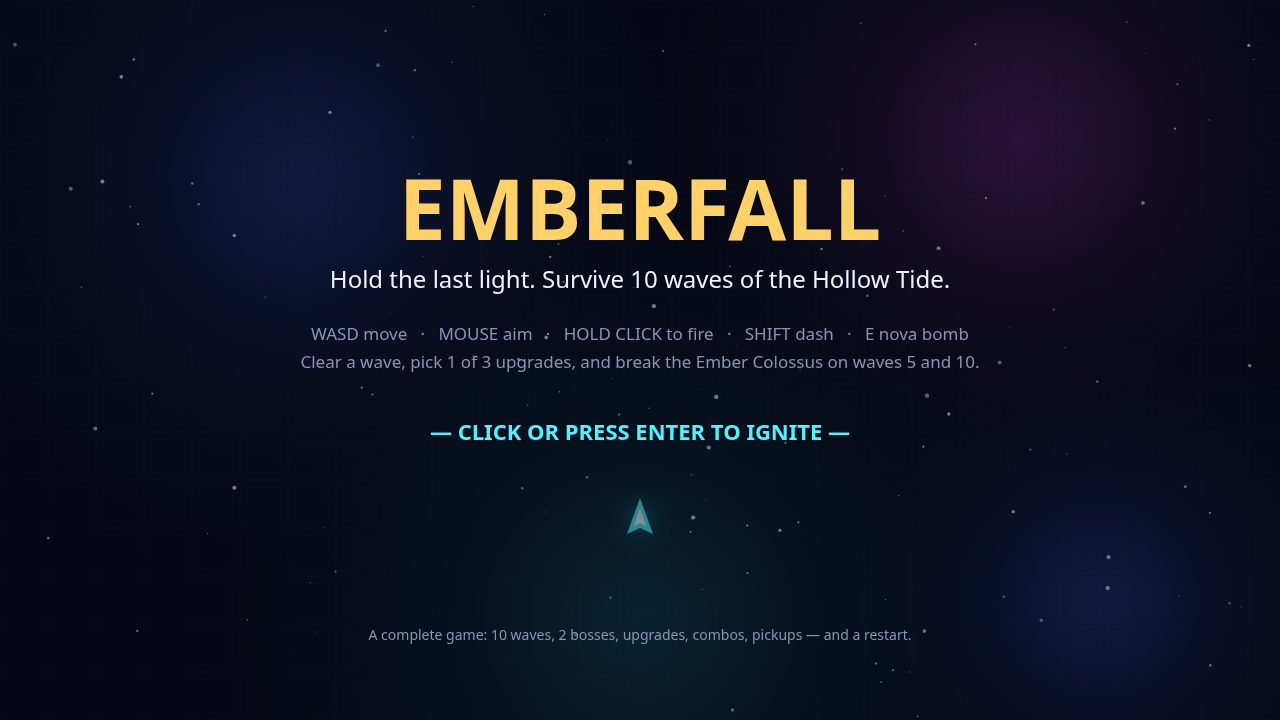 EMBERFALL
Hold the last light. Survive 10 waves of the Hollow Tide.
WASD move · MOUSE aim · HOLD CLICK to fire · SHIFT dash · E nova bomb
Clear a wave, pick 1 of 3 upgrades, and break the Ember Colossus on waves 5 and 10.
— CLICK OR PRESS ENTER TO IGNITE —
A complete game: 10 waves, 2 bosses, upgrades, combos, pickups — and a restart.